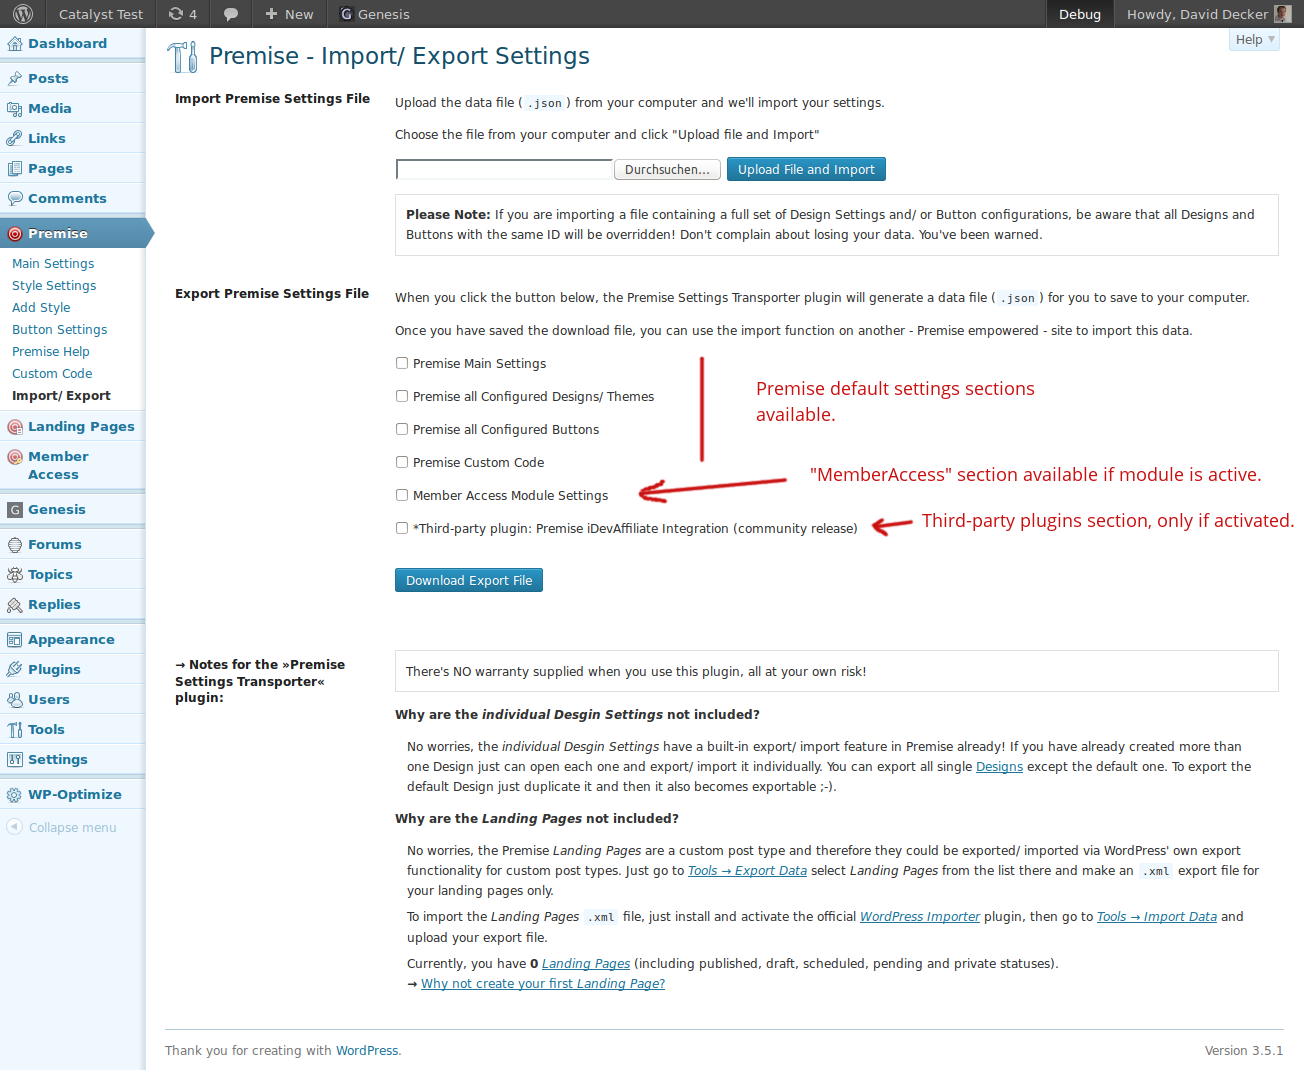 Catalyst Test 4 New Genesis Debug Howdy, David Decker
Help
Dashboard
Posts
Media
Links
Pages
Comments
Premise
Main Settings
Style Settings
Add Style
Button Settings
Premise Help
Custom Code
Import/ Export
Landing Pages
Member
Access
Genesis
Forums
Topics
Replies
Appearance
Plugins
Users
Tools
Settings
WP-Optimize
Collapse menu
Premise - Import/ Export Settings
Import Premise Settings File
Upload the data file ( .json ) from your computer and we'll import your settings.
Choose the file from your computer and click "Upload file and Import"
Durchsuchen... Upload File and Import
Please Note: If you are importing a file containing a full set of Design Settings and/ or Button configurations, be aware that all Designs and
Buttons with the same ID will be overridden! Don't complain about losing your data. You've been warned.
Export Premise Settings File
When you click the button below, the Premise Settings Transporter plugin will generate a data file ( .json ) for you to save to your computer.
Once you have saved the download file, you can use the import function on another - Premise empowered - site to import this data.
Premise Main Settings
Premise all Configured Designs/ Themes
Premise all Configured Buttons
Premise Custom Code
Member Access Module Settings
*Third-party plugin: Premise iDevAffiliate Integration (community release)
Premise default settings sections
available.
"MemberAccess" section available if module is active.
Third-party plugins section, only if activated.
Download Export File
→ Notes for the »Premise
Settings Transporter«
plugin:
There's NO warranty supplied when you use this plugin, all at your own risk!
Why are the individual Desgin Settings not included?
No worries, the individual Desgin Settings have a built-in export/ import feature in Premise already! If you have already created more than
one Design just can open each one and export/ import it individually. You can export all single Designs except the default one. To export the
default Design just duplicate it and then it also becomes exportable ;-).
Why are the Landing Pages not included?
No worries, the Premise Landing Pages are a custom post type and therefore they could be exported/ imported via WordPress' own export
functionality for custom post types. Just go to Tools → Export Data select Landing Pages from the list there and make an .xml export file for
your landing pages only.
To import the Landing Pages .xml file, just install and activate the official WordPress Importer plugin, then go to Tools → Import Data and
upload your export file.
Currently, you have 0 Landing Pages (including published, draft, scheduled, pending and private statuses).
→ Why not create your first Landing Page?
Thank you for creating with WordPress.
Version 3.5.1